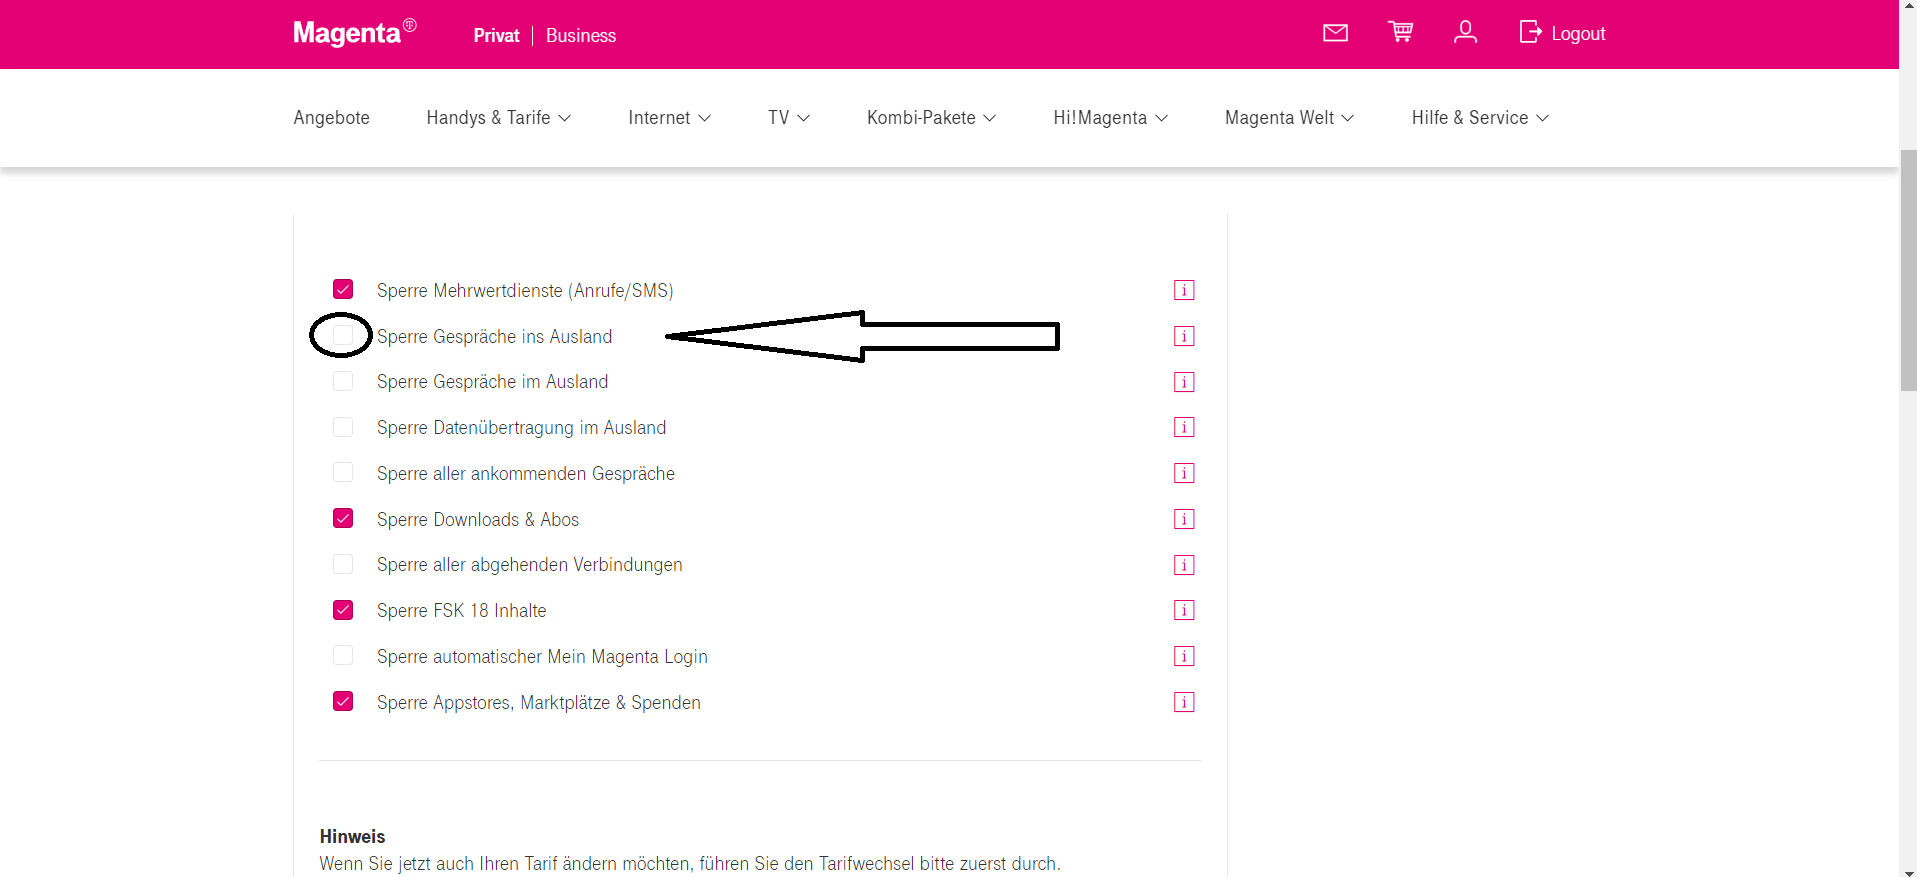 Magenta Privat Business Logout
Angebote Handys & Tarife Internet TV Kombi-Pakete Hi!Magenta Magenta Welt Hilfe & Service
Sperre Mehrwertdienste (Anrufe/SMS) i
Sperre Gespräche ins Ausland i
Sperre Gespräche im Ausland i
Sperre Datenübertragung im Ausland i
Sperre aller ankommenden Gespräche i
Sperre Downloads & Abos i
Sperre aller abgehenden Verbindungen i
Sperre FSK 18 Inhalte i
Sperre automatischer Mein Magenta Login i
Sperre Appstores, Marktplätze & Spenden i
Hinweis
Wenn Sie jetzt auch Ihren Tarif ändern möchten, führen Sie den Tarifwechsel bitte zuerst durch.